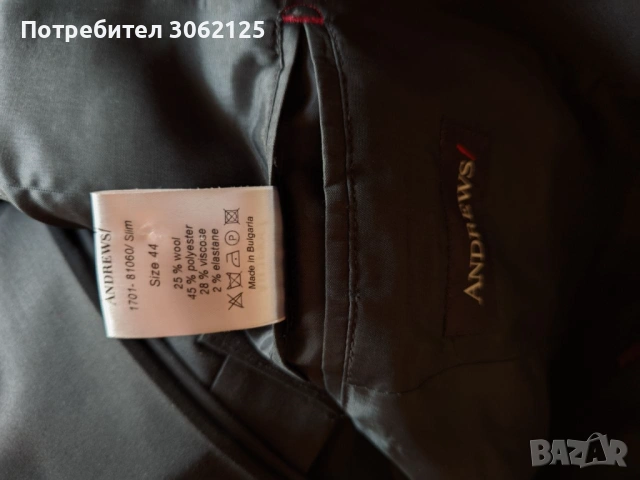 Потребител 3062125
ANDREWS/
1701- 81060/ Slim
Size 44
25 % wool
45 % polyester
28 % viscose
2 % elastane
Made in Bulgaria
ANDREWS/
BAZAR